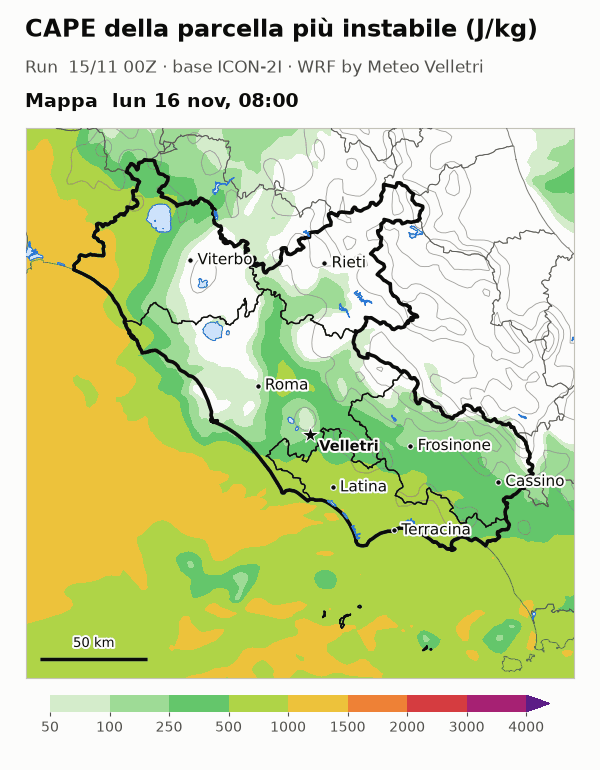 CAPE della parcella più instabile (J/kg)
Run  15/11 00Z · base ICON-2I · WRF by Meteo Velletri
Mappa  lun 16 nov, 08:00
Viterbo
Rieti
Roma
Velletri
Frosinone
Cassino
Latina
Terracina
50 km
50 100 250 500 1000 1500 2000 3000 4000